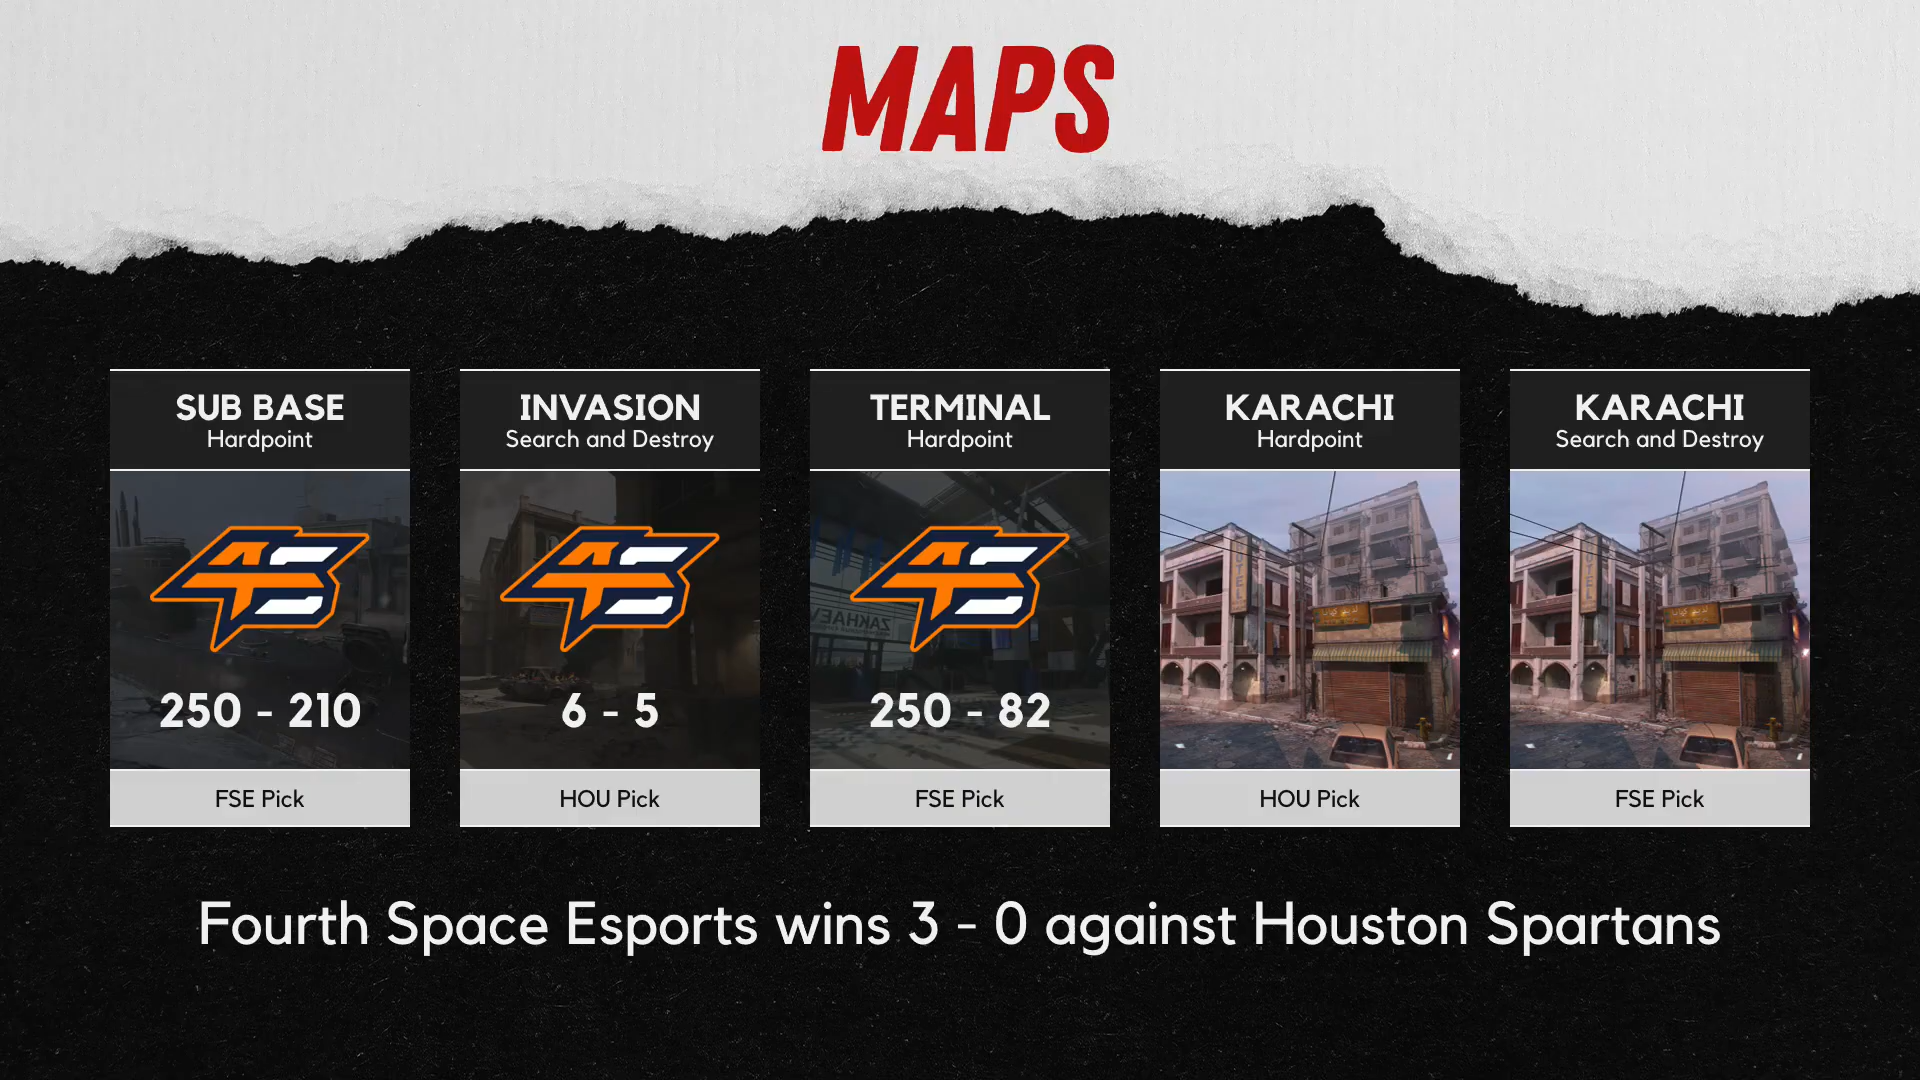 MAPS
SUB BASE
Hardpoint
250 - 210
FSE Pick
INVASION
Search and Destroy
6 - 5
HOU Pick
TERMINAL
Hardpoint
ZAKHAEV
250 - 82
FSE Pick
KARACHI
Hardpoint
HOU Pick
KARACHI
Search and Destroy
FSE Pick
Fourth Space Esports wins 3 - 0 against Houston Spartans